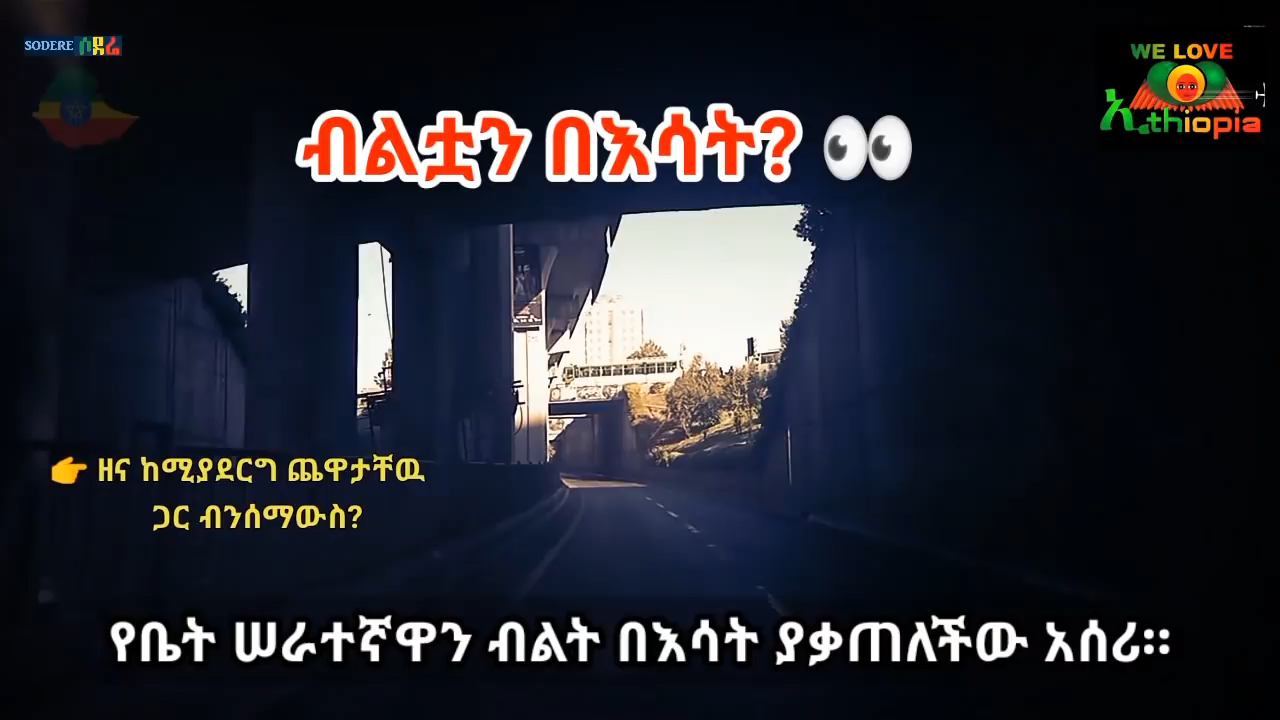 SODERE ሶደሬ
WE LOVE
ኢthiopia
ብልቷን በእሳት? 👀
👉 ዘና ከሚያደርግ ጨዋታቸዉ
ጋር ብንሰማውስ?
የቤት ሠራተኛዋን ብልት በእሳት ያቃጠለችው አሰሪ።